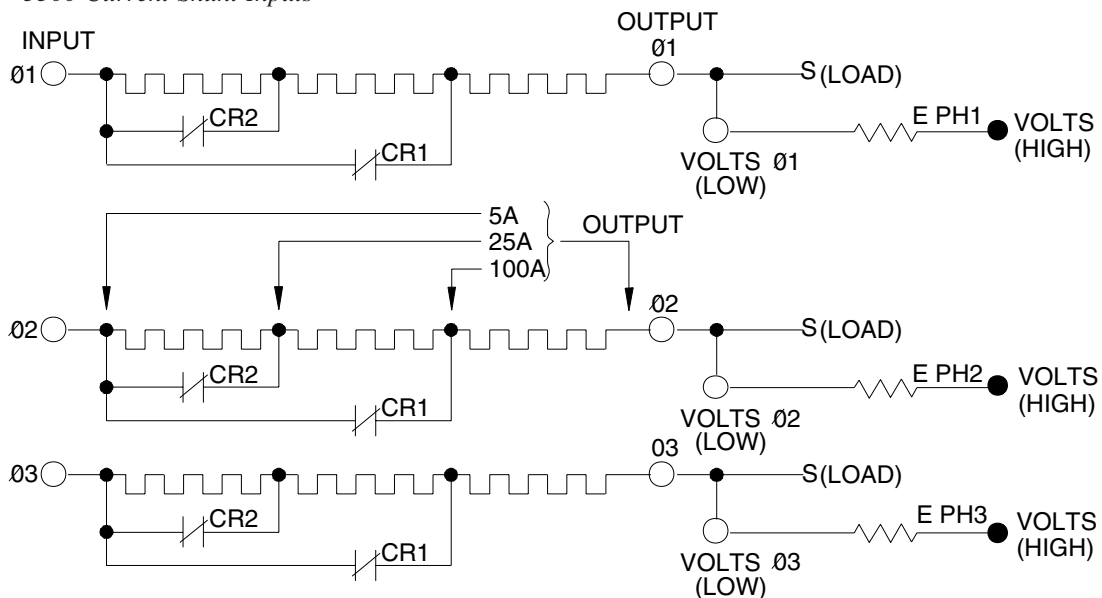 INPUT
OUTPUT
Ø1
Ø1
S (LOAD)
CR2
E PH1
VOLTS
(HIGH)
CR1
VOLTS Ø1
(LOW)
5A
25A
100A
OUTPUT
Ø2
Ø2
S (LOAD)
CR2
E PH2
VOLTS
(HIGH)
CR1
VOLTS Ø2
(LOW)
Ø3
03
S (LOAD)
CR2
E PH3
VOLTS
(HIGH)
CR1
VOLTS Ø3
(LOW)